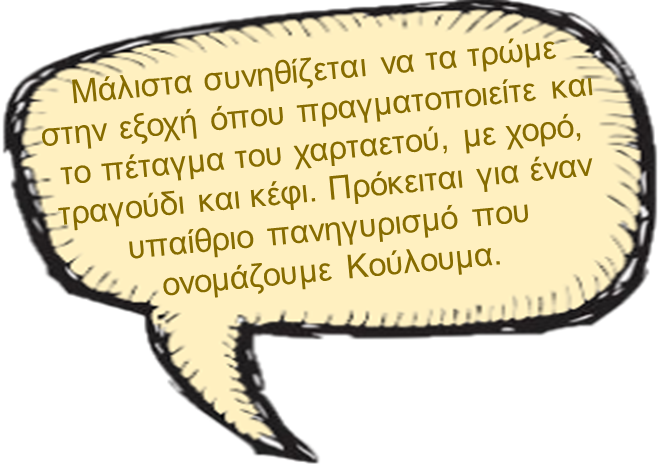 Μάλιστα συνηθίζεται να τα τρώμε
στην εξοχή όπου πραγματοποιείτε και
το πέταγμα του χαρταετού, με χορό,
τραγούδι και κέφι. Πρόκειται για έναν
υπαίθριο πανηγυρισμό που
ονομάζουμε Κούλουμα.